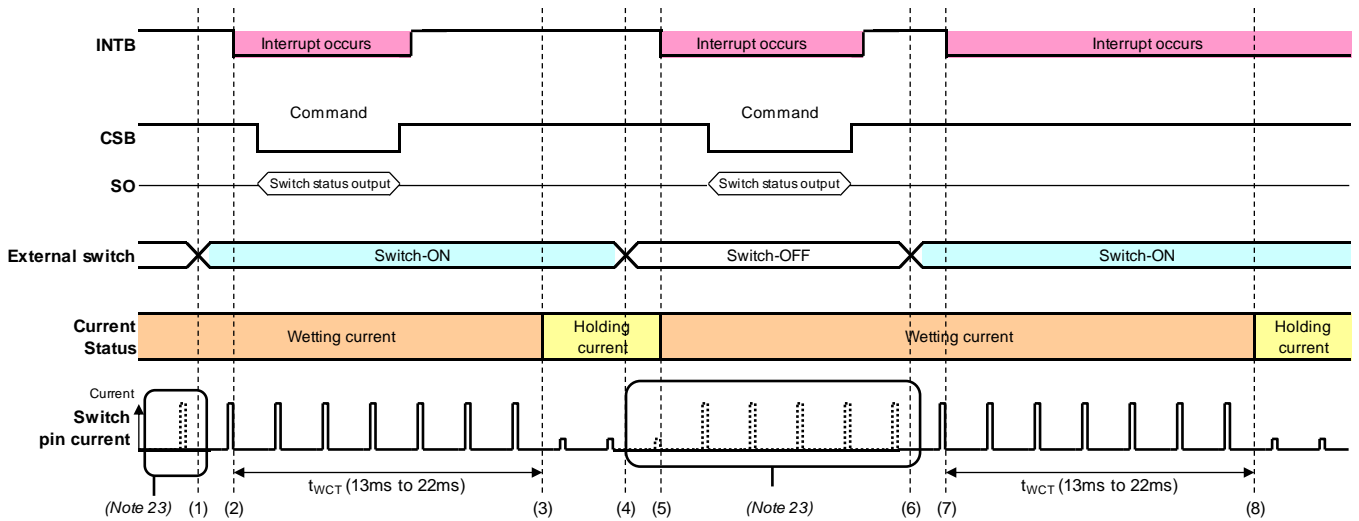 INTB
Interrupt occurs
Interrupt occurs
Interrupt occurs
Command
Command
CSB
SO
Switch status output
Switch status output
External switch
Switch-ON
Switch-OFF
Switch-ON
Current
Status
Wetting current
Holding
current
Wetting current
Holding
current
Current
Switch
pin current
tWCT (13ms to 22ms)
tWCT (13ms to 22ms)
(Note 23) (1) (2) (3) (4) (5) (Note 23) (6) (7) (8)